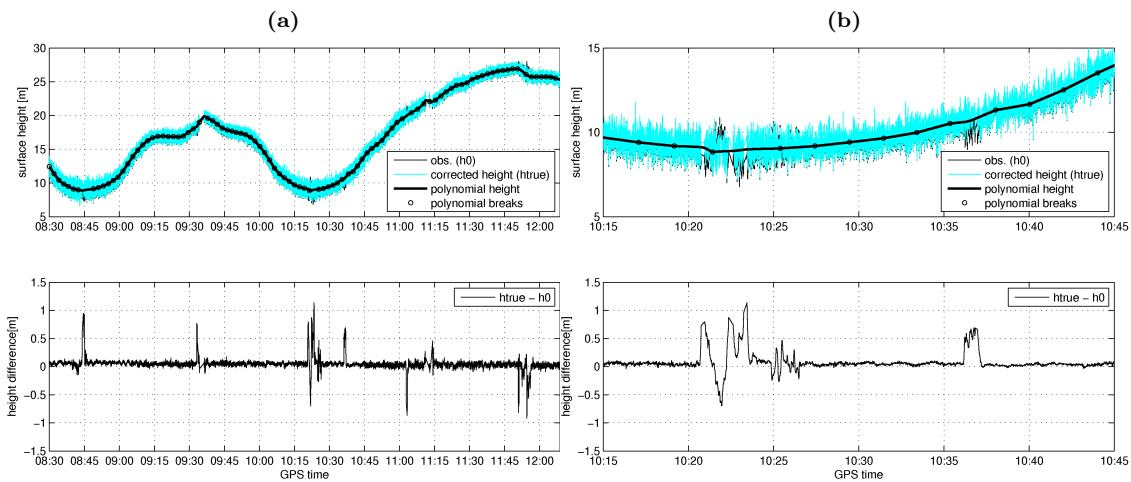 (a)
30
25
20
15
10
5
surface height [m]
obs. (h0)
corrected height (htrue)
polynomial height
polynomial breaks
08:30 08:45 09:00 09:15 09:30 09:45 10:00 10:15 10:30 10:45 11:00 11:15 11:30 11:45 12:00
1.5
1
0.5
0
−0.5
−1
−1.5
height difference[m]
htrue − h0
08:30 08:45 09:00 09:15 09:30 09:45 10:00 10:15 10:30 10:45 11:00 11:15 11:30 11:45 12:00
GPS time
(b)
15
10
5
surface height [m]
obs. (h0)
corrected height (htrue)
polynomial height
polynomial breaks
10:15 10:20 10:25 10:30 10:35 10:40 10:45
1.5
1
0.5
0
−0.5
−1
−1.5
height difference[m]
htrue − h0
10:15 10:20 10:25 10:30 10:35 10:40 10:45
GPS time